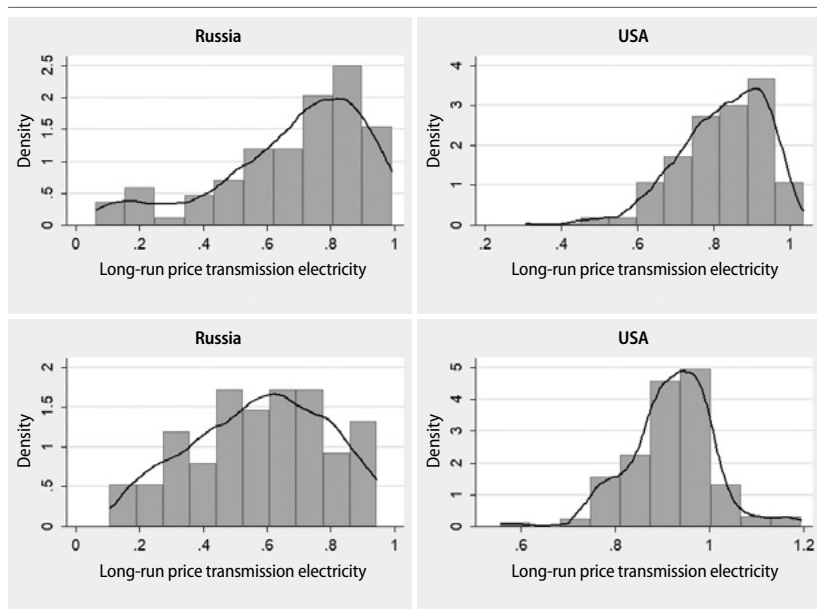 Russia
Density
0 .5 1 1.5 2 2.5
0 .2 .4 .6 .8 1
Long-run price transmission electricity
USA
Density
0 1 2 3 4
.2 .4 .6 .8 1
Long-run price transmission electricity
Russia
Density
0 .5 1 1.5 2
0 .2 .4 .6 .8 1
Long-run price transmission electricity
USA
Density
0 1 2 3 4 5
.6 .8 1 1.2
Long-run price transmission electricity